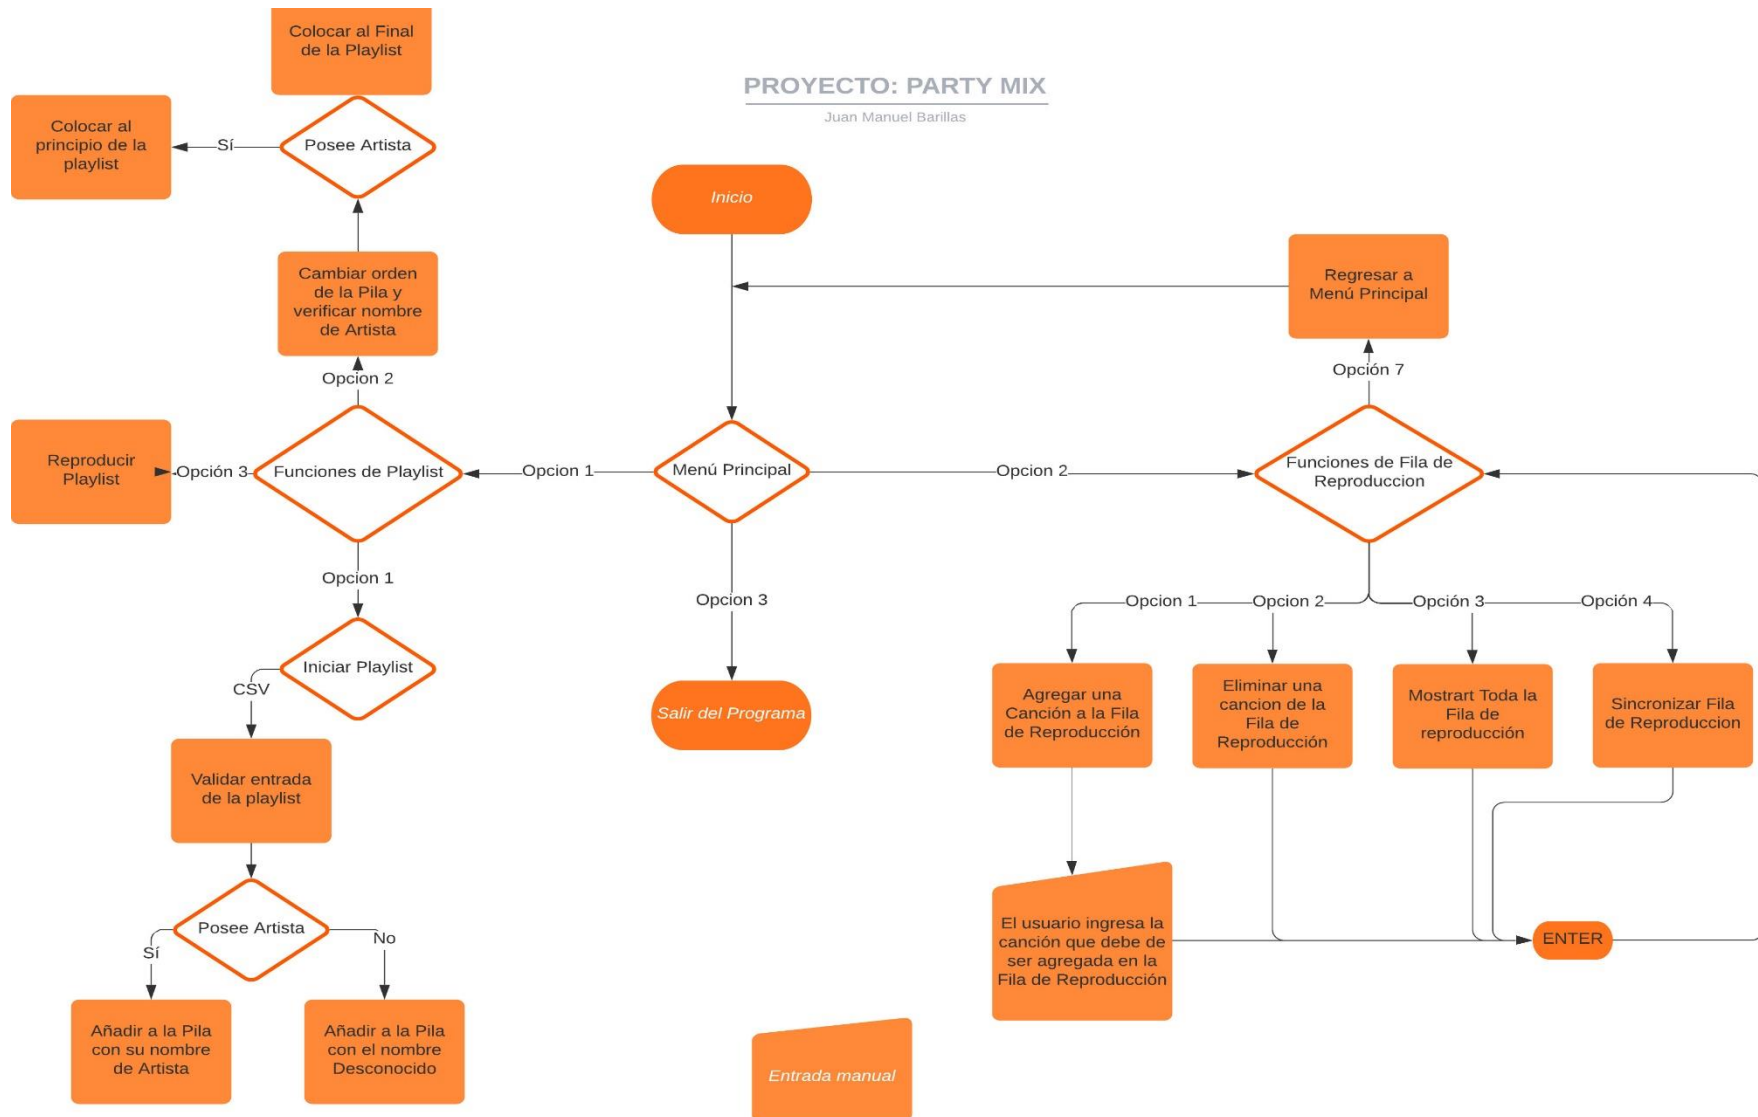 Colocar al Final
de la Playlist
PROYECTO: PARTY MIX
Juan Manuel Barillas
Colocar al
principio de la
playlist
Sí
Posee Artista
Inicio
Cambiar orden
de la Pila y
verificar nombre
de Artista
Regresar a
Menú Principal
Opcion 2
Opción 7
Reproducir
Playlist
Opción 3
Funciones de Playlist
Opcion 1
Menú Principal
Opcion 2
Funciones de Fila de
Reproduccion
Opcion 1
Opcion 3
Opcion 1
Opcion 2
Opción 3
Opción 4
Iniciar Playlist
CSV
Salir del Programa
Agregar una
Canción a la Fila
de Reproducción
Eliminar una
cancion de la
Fila de
Reproducción
Mostrart Toda la
Fila de
reproducción
Sincronizar Fila
de Reproduccion
Validar entrada
de la playlist
Posee Artista
Sí
No
El usuario ingresa la
canción que debe de
ser agregada en la
Fila de Reproducción
ENTER
Añadir a la Pila
con su nombre
de Artista
Añadir a la Pila
con el nombre
Desconocido
Entrada manual